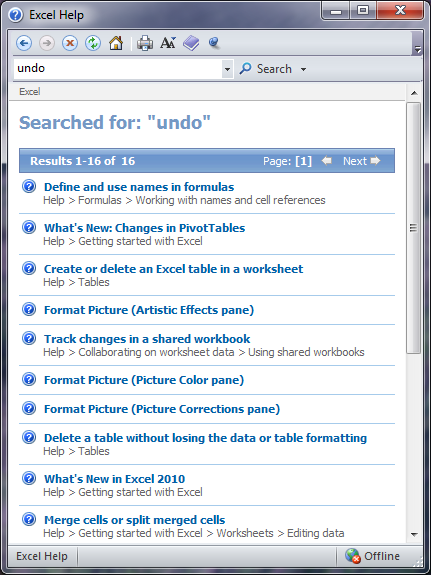 Excel Help
undo
Search
Excel
Searched for: "undo"
Results 1-16 of 16 Page: [1] Next
Define and use names in formulas
Help > Formulas > Working with names and cell references
What's New: Changes in PivotTables
Help > Getting started with Excel
Create or delete an Excel table in a worksheet
Help > Tables
Format Picture (Artistic Effects pane)
Track changes in a shared workbook
Help > Collaborating on worksheet data > Using shared workbooks
Format Picture (Picture Color pane)
Format Picture (Picture Corrections pane)
Delete a table without losing the data or table formatting
Help > Tables
What's New in Excel 2010
Help > Getting started with Excel
Merge cells or split merged cells
Help > Getting started with Excel > Worksheets > Editing data
Excel Help Offline